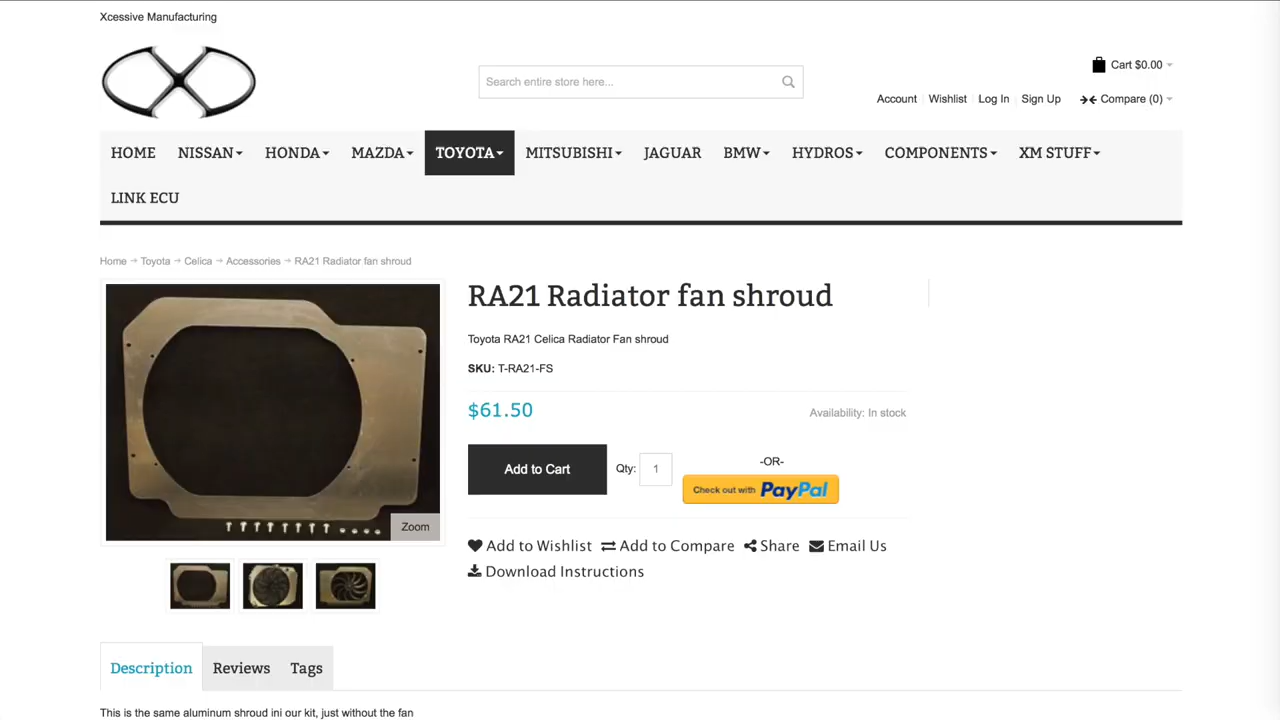 Xcessive Manufacturing
Search entire store here...
Cart $0.00
Account Wishlist Log In Sign Up Compare (0)
HOME NISSAN HONDA MAZDA TOYOTA MITSUBISHI JAGUAR BMW HYDROS COMPONENTS XM STUFF
LINK ECU
Home → Toyota → Celica → Accessories → RA21 Radiator fan shroud
RA21 Radiator fan shroud
Toyota RA21 Celica Radiator Fan shroud
SKU: T-RA21-FS
$61.50 Availability: In stock
Add to Cart Qty: 1
-OR-
Check out with PayPal
Zoom
Add to Wishlist Add to Compare Share Email Us
Download Instructions
Description Reviews Tags
This is the same aluminum shroud ini our kit, just without the fan